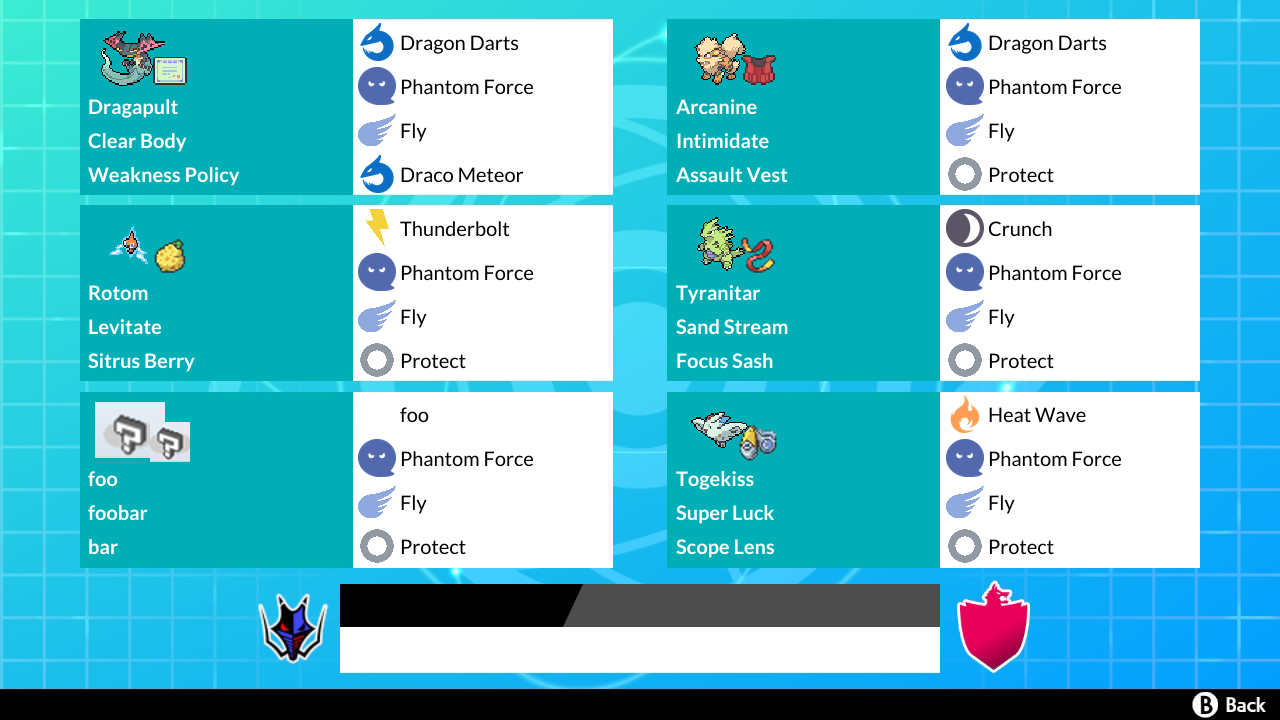 Dragapult
Clear Body
Weakness Policy
Dragon Darts
Phantom Force
Fly
Draco Meteor
Arcanine
Intimidate
Assault Vest
Dragon Darts
Phantom Force
Fly
Protect
Rotom
Levitate
Sitrus Berry
Thunderbolt
Phantom Force
Fly
Protect
Tyranitar
Sand Stream
Focus Sash
Crunch
Phantom Force
Fly
Protect
foo
foobar
bar
foo
Phantom Force
Fly
Protect
Togekiss
Super Luck
Scope Lens
Heat Wave
Phantom Force
Fly
Protect
B Back